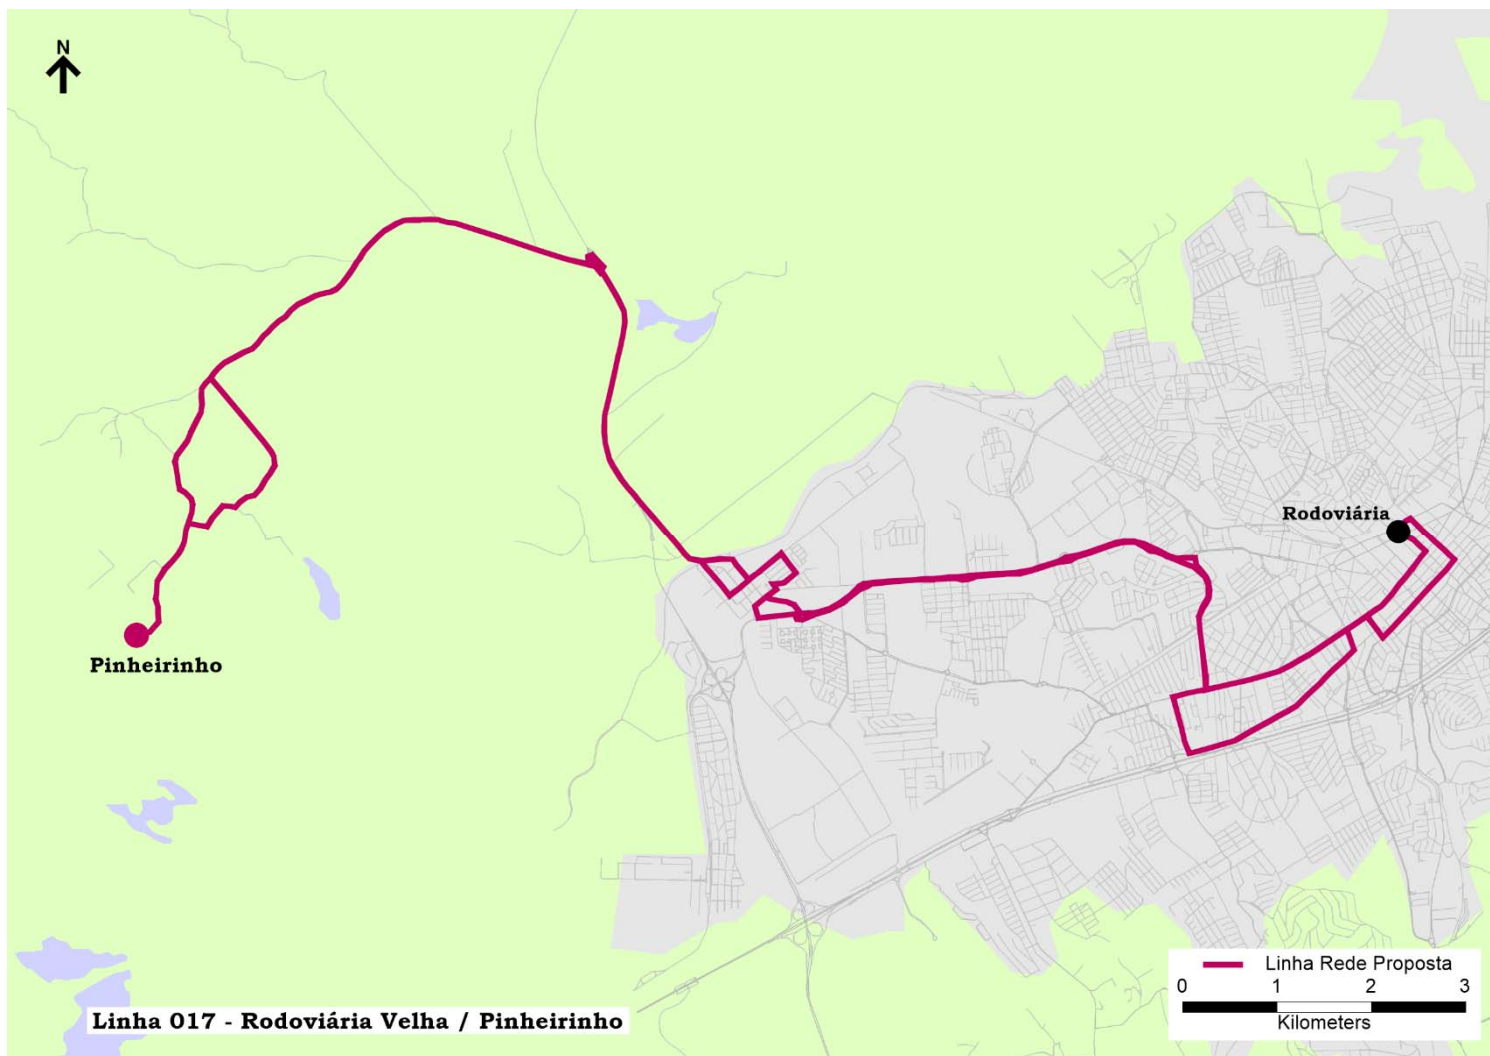 N
Rodoviária
Pinheirinho
Linha Rede Proposta
0 1 2 3
Kilometers
Linha 017 - Rodoviária Velha / Pinheirinho